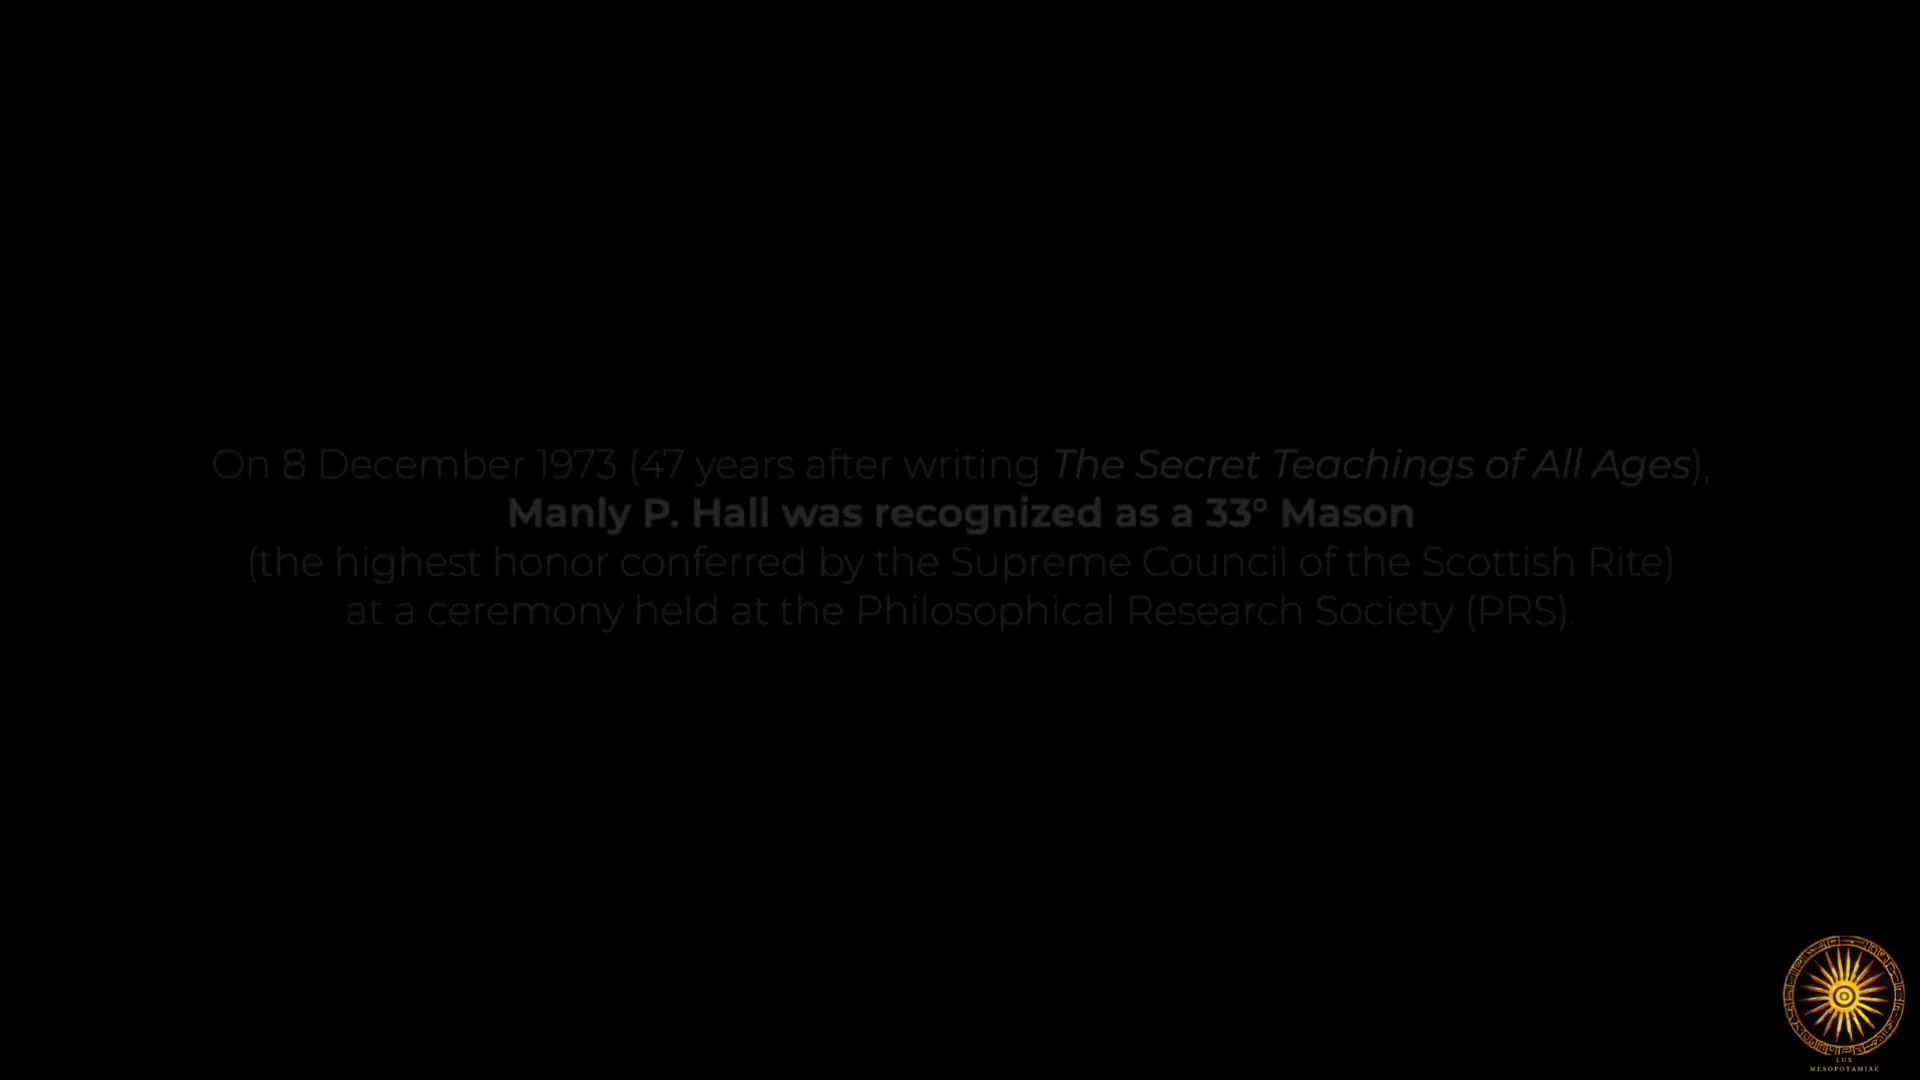 On 8 December 1973 (47 years after writing The Secret Teachings of All Ages),
Manly P. Hall was recognized as a 33° Mason
(the highest honor conferred by the Supreme Council of the Scottish Rite)
at a ceremony held at the Philosophical Research Society (PRS).
LUX
MESOPOTAMIAE